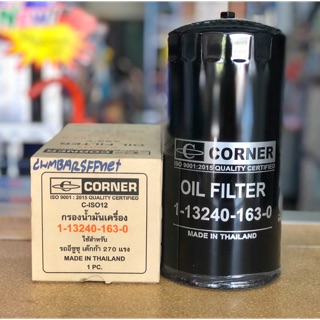 CWMBARSFFnet
C CORNER
ISO 9001 : 2015 QUALITY CERTIFIED
C-ISO12
กรองน้ำมันเครื่อง
1-13240-163-0
ใช้สำหรับ
รถอีซูซุ เด๊กก้า 270 แรง
MADE IN THAILAND
1 PC.
C CORNER
ISO 9001:2015 QUALITY CERTIFIED
OIL FILTER
1-13240-163-0
MADE IN THAILAND